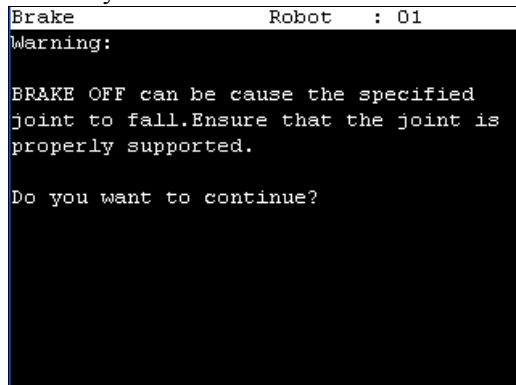 Brake Robot : 01
Warning:
BRAKE OFF can be cause the specified
joint to fall.Ensure that the joint is
properly supported.
Do you want to continue?